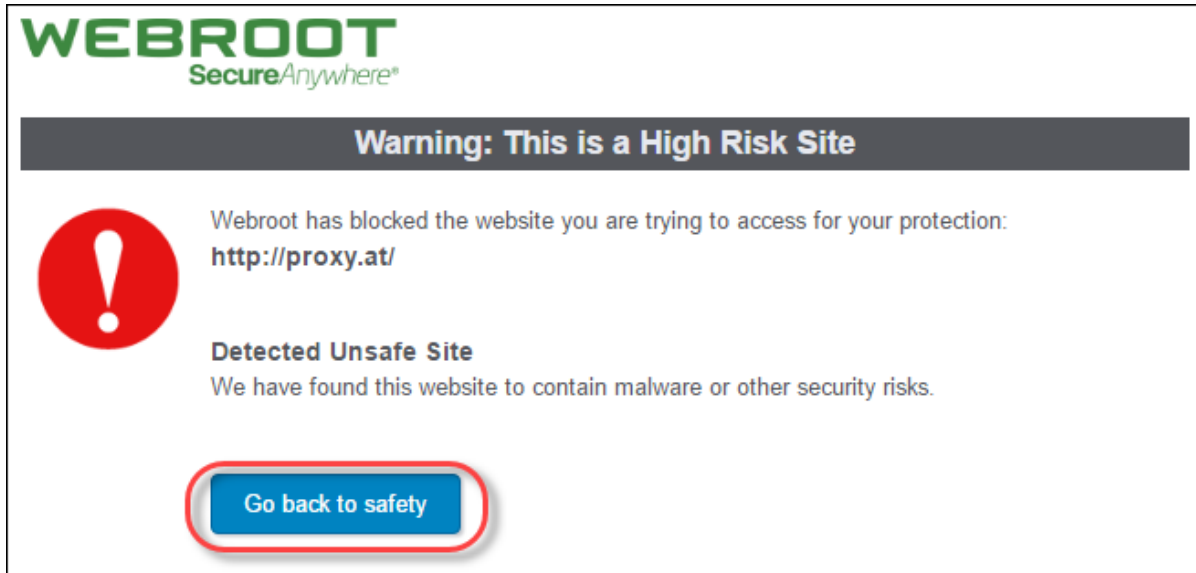 WEBROOT
SecureAnywhere®
Warning: This is a High Risk Site
Webroot has blocked the website you are trying to access for your protection:
http://proxy.at/
Detected Unsafe Site
We have found this website to contain malware or other security risks.
Go back to safety